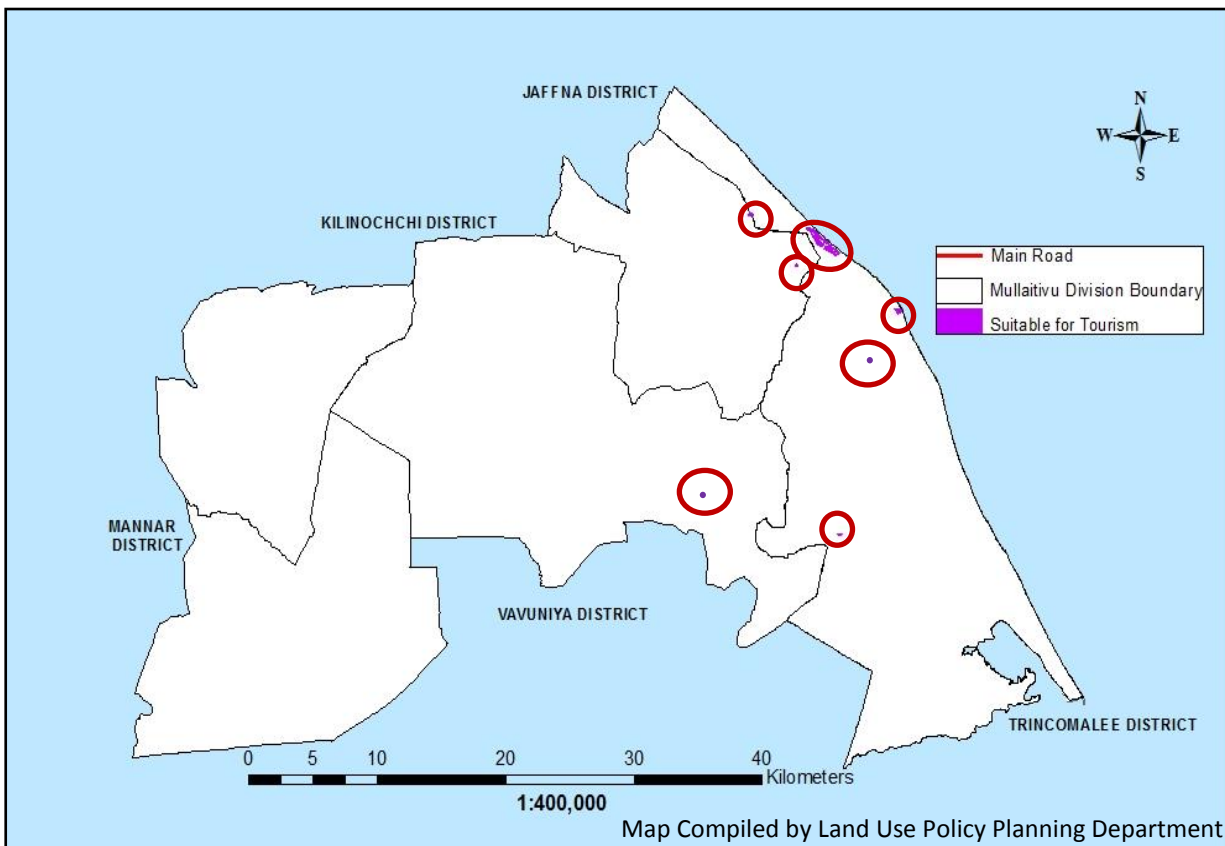 JAFFNA DISTRICT
N
W E
S
KILINOCHCHI DISTRICT
Main Road
Mullaitivu Division Boundary
Suitable for Tourism
MANNAR
DISTRICT
VAVUNIYA DISTRICT
TRINCOMALEE DISTRICT
0 5 10 20 30 40
Kilometers
1:400,000
Map Compiled by Land Use Policy Planning Department